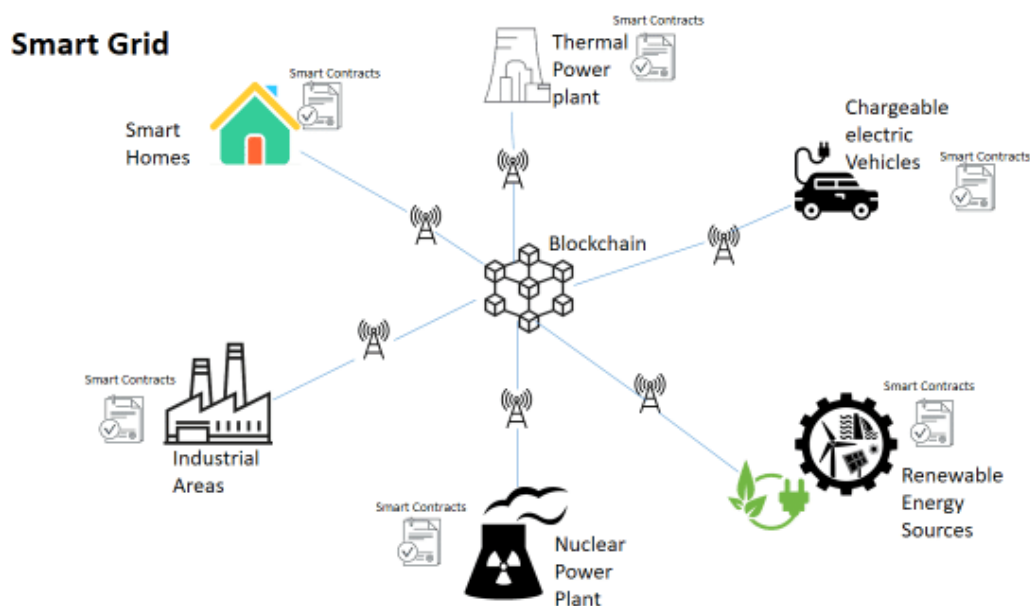 Smart Grid
Smart Contracts
Thermal
Power
plant
Smart Contracts
Smart
Homes
Chargeable
electric
Vehicles
Smart Contracts
Blockchain
Smart Contracts
Industrial
Areas
Smart Contracts
Nuclear
Power
Plant
Smart Contracts
Renewable
Energy
Sources